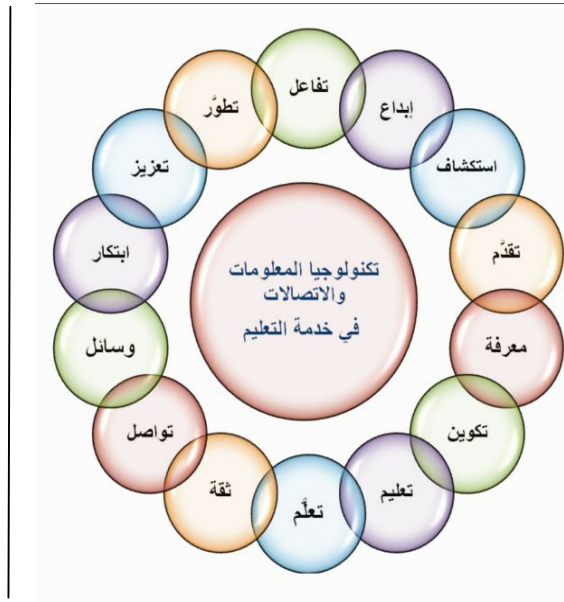 تفاعل
إبداع
استكشاف
تقدَّم
معرفة
تكوين
تعليم
تعلَّم
ثقة
تواصل
وسائل
ابتكار
تعزيز
تطوَّر
تكنولوجيا المعلومات
والاتصالات
في خدمة التعليم